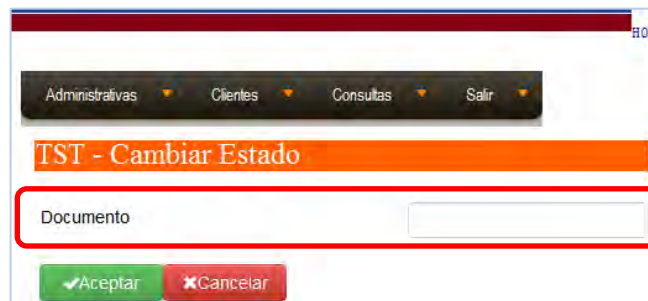 HO
Administrativas Clientes Consultas Salir
TST - Cambiar Estado
Documento
Aceptar Cancelar